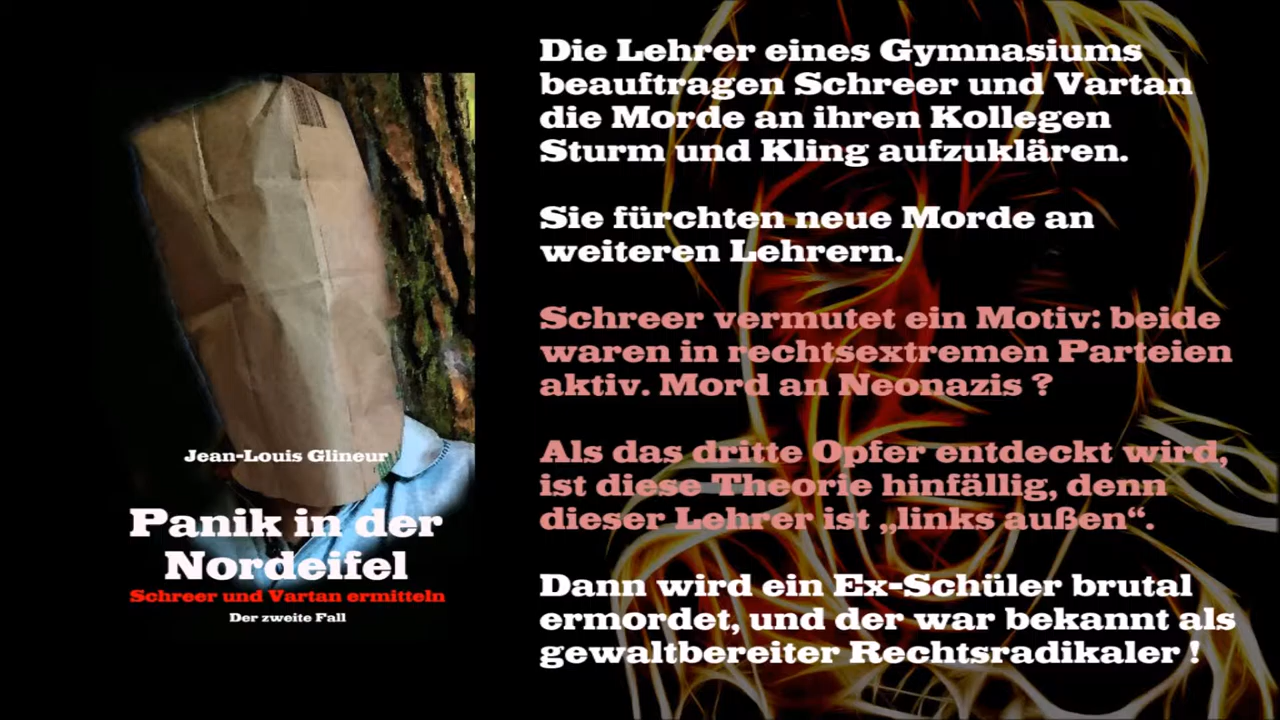 Jean-Louis Glineur
Panik in der
Nordeifel
Schreer und Vartan ermitteln
Der zweite Fall
Die Lehrer eines Gymnasiums
beauftragen Schreer und Vartan
die Morde an ihren Kollegen
Sturm und Kling aufzuklären.
Sie fürchten neue Morde an
weiteren Lehrern.
Schreer vermutet ein Motiv: beide
waren in rechtsextremen Parteien
aktiv. Mord an Neonazis ?
Als das dritte Opfer entdeckt wird,
ist diese Theorie hinfällig, denn
dieser Lehrer ist „links außen“.
Dann wird ein Ex-Schüler brutal
ermordet, und der war bekannt als
gewaltbereiter Rechtsradikaler !